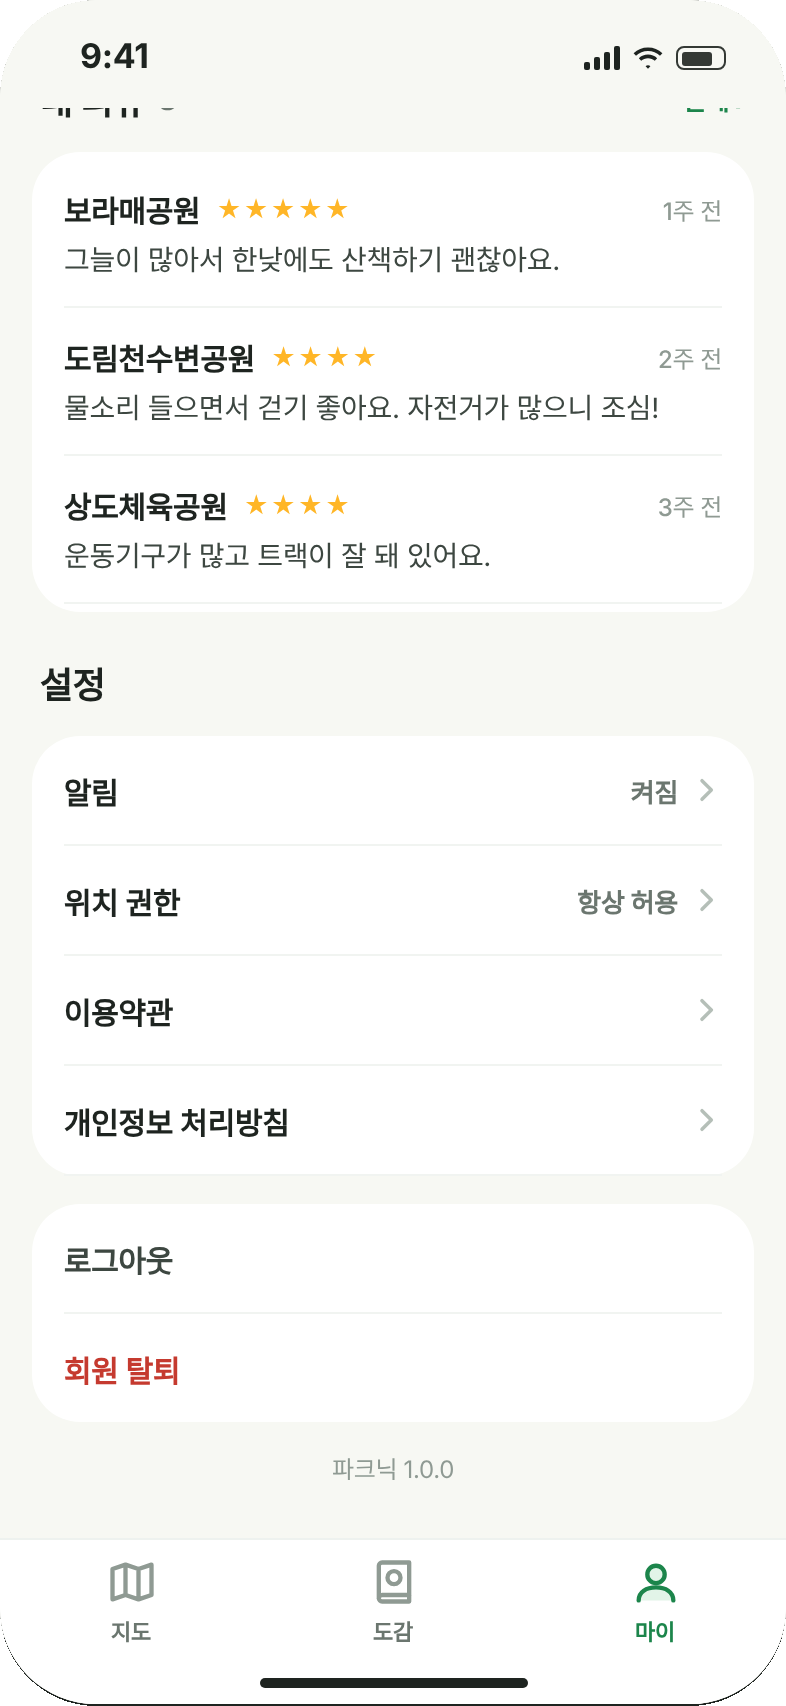 9:41
보라매공원 ★★★★★ 1주 전
그늘이 많아서 한낮에도 산책하기 괜찮아요.
도림천수변공원 ★★★★ 2주 전
물소리 들으면서 걷기 좋아요. 자전거가 많으니 조심!
상도체육공원 ★★★★ 3주 전
운동기구가 많고 트랙이 잘 돼 있어요.
설정
알림 켜짐
위치 권한 항상 허용
이용약관
개인정보 처리방침
로그아웃
회원 탈퇴
파크닉 1.0.0
지도 도감 마이